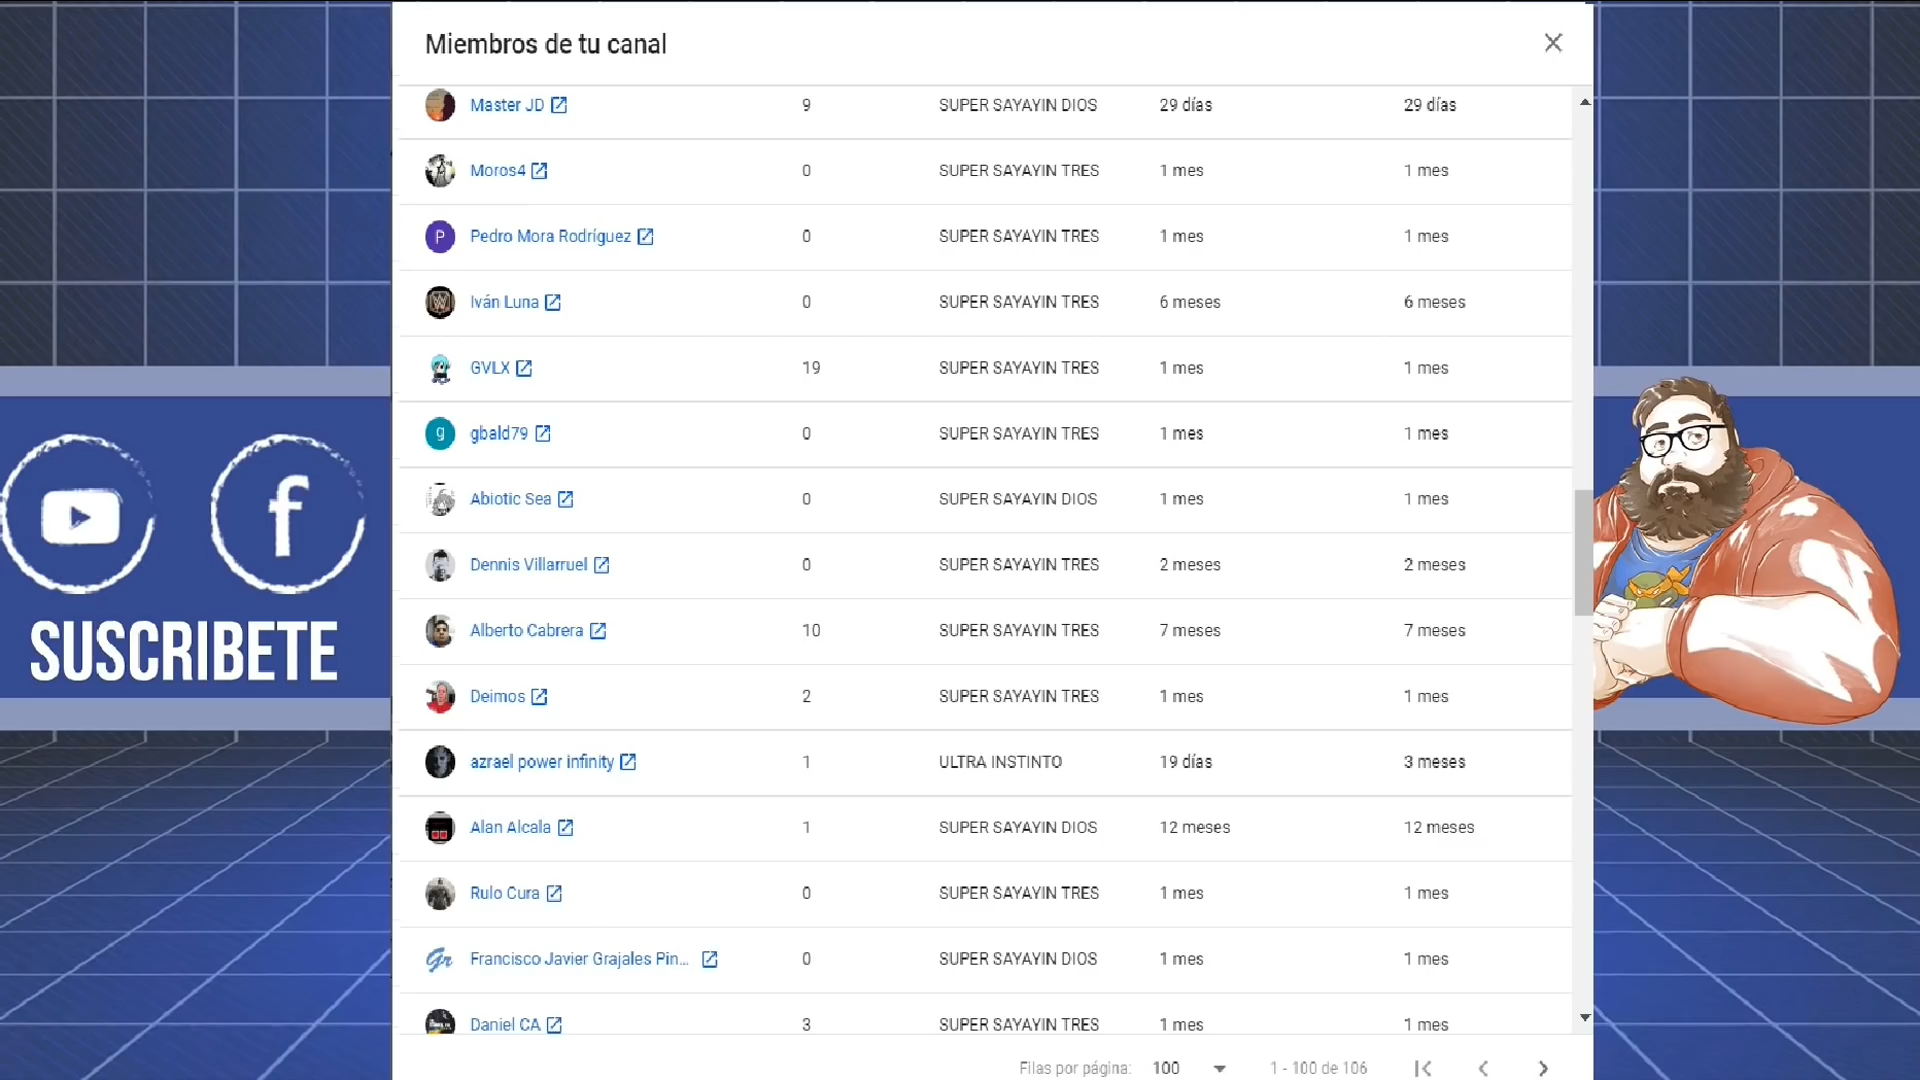 Miembros de tu canal
Master JD 9 SUPER SAYAYIN DIOS 29 días 29 días
Moros4 0 SUPER SAYAYIN TRES 1 mes 1 mes
P Pedro Mora Rodríguez 0 SUPER SAYAYIN TRES 1 mes 1 mes
Iván Luna 0 SUPER SAYAYIN TRES 6 meses 6 meses
GVLX 19 SUPER SAYAYIN TRES 1 mes 1 mes
g gbald79 0 SUPER SAYAYIN TRES 1 mes 1 mes
Abiotic Sea 0 SUPER SAYAYIN DIOS 1 mes 1 mes
Dennis Villarruel 0 SUPER SAYAYIN TRES 2 meses 2 meses
Alberto Cabrera 10 SUPER SAYAYIN TRES 7 meses 7 meses
Deimos 2 SUPER SAYAYIN TRES 1 mes 1 mes
azrael power infinity 1 ULTRA INSTINTO 19 días 3 meses
Alan Alcala 1 SUPER SAYAYIN DIOS 12 meses 12 meses
Rulo Cura 0 SUPER SAYAYIN TRES 1 mes 1 mes
Gr Francisco Javier Grajales Pin... 0 SUPER SAYAYIN DIOS 1 mes 1 mes
Daniel CA 3 SUPER SAYAYIN TRES 1 mes 1 mes
Filas por página: 100 1 - 100 de 106
f
SUSCRIBETE